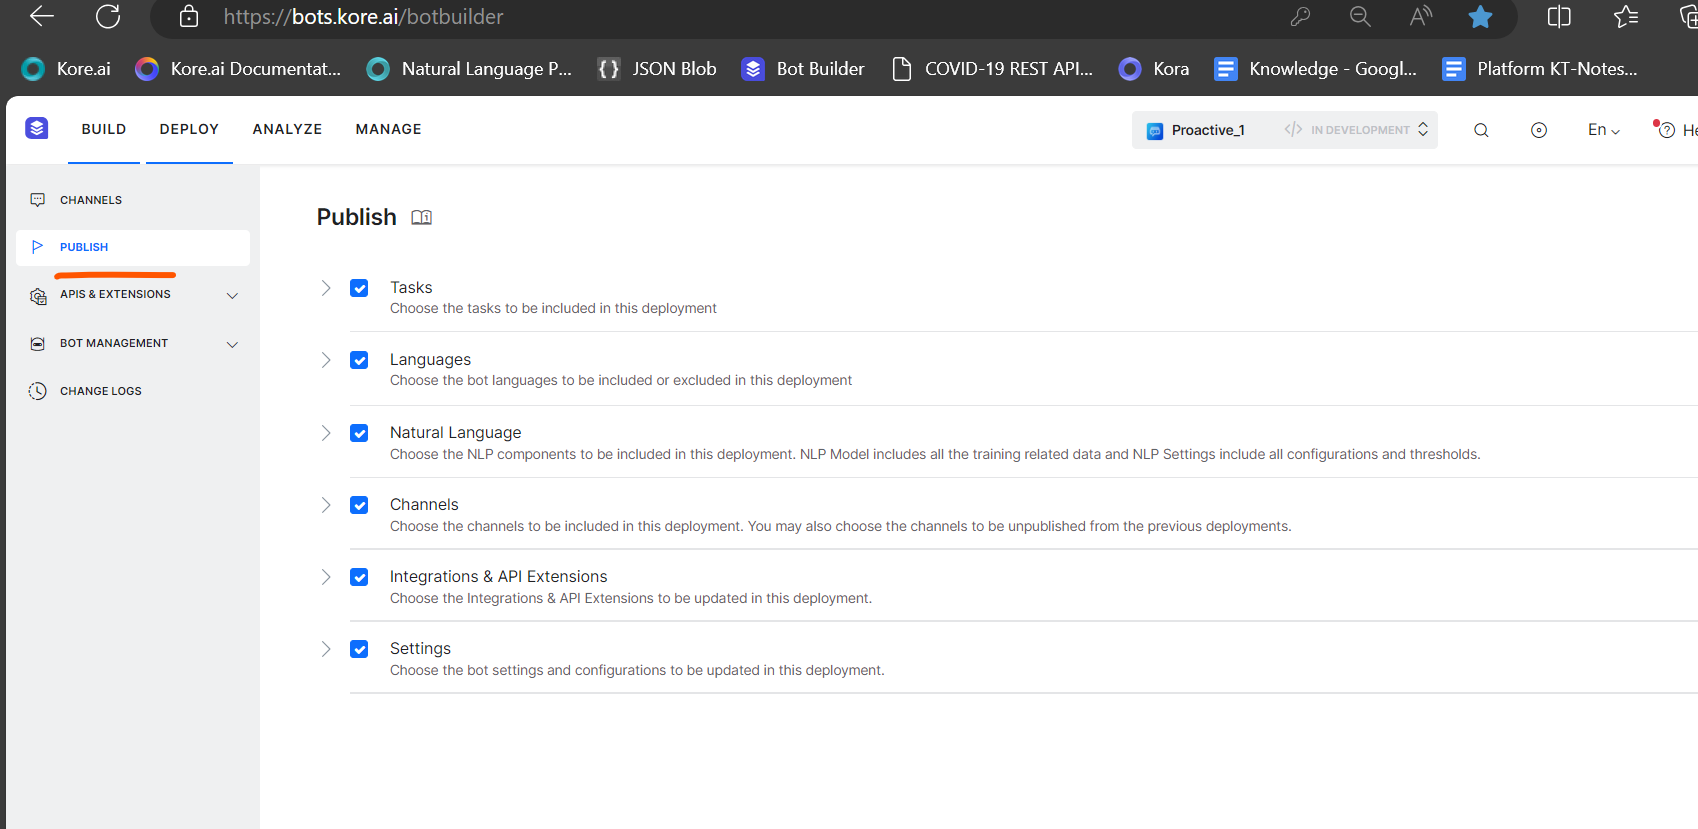 https://bots.kore.ai/botbuilder
Kore.ai Kore.ai Documentat... Natural Language P... JSON Blob Bot Builder COVID-19 REST API... Kora Knowledge - Googl... Platform KT-Notes...
BUILD DEPLOY ANALYZE MANAGE Proactive_1 IN DEVELOPMENT En He
CHANNELS
PUBLISH
APIS & EXTENSIONS
BOT MANAGEMENT
CHANGE LOGS
Publish
Tasks
Choose the tasks to be included in this deployment
Languages
Choose the bot languages to be included or excluded in this deployment
Natural Language
Choose the NLP components to be included in this deployment. NLP Model includes all the training related data and NLP Settings include all configurations and thresholds.
Channels
Choose the channels to be included in this deployment. You may also choose the channels to be unpublished from the previous deployments.
Integrations & API Extensions
Choose the Integrations & API Extensions to be updated in this deployment.
Settings
Choose the bot settings and configurations to be updated in this deployment.